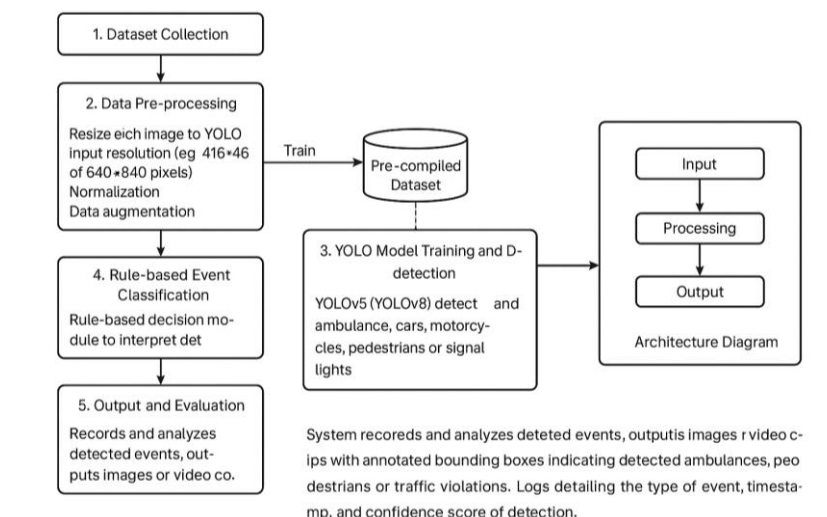 1. Dataset Collection
2. Data Pre-processing
Resize eich image to YOLO
input resolution (eg 416*46
of 640*840 pixels)
Normalization
Data augmentation
Train
Pre-compiled
Dataset
3. YOLO Model Training and D-
detection
YOLOv5 (YOLOv8) detect and
ambulance, cars, motorcy-
cles, pedestrians or signal
lights
Input
Processing
Output
Architecture Diagram
4. Rule-based Event
Classification
Rule-based decision mo-
dule to interpret det
5. Output and Evaluation
Records and analyzes
detected events, out-
puts images or video co.
System recoreds and analyzes deteted events, outputis images r video c-
ips with annotated bounding boxes indicating detected ambulances, peo
destrians or traffic violations. Logs detailing the type of event, timesta-
mp, and confidence score of detection.